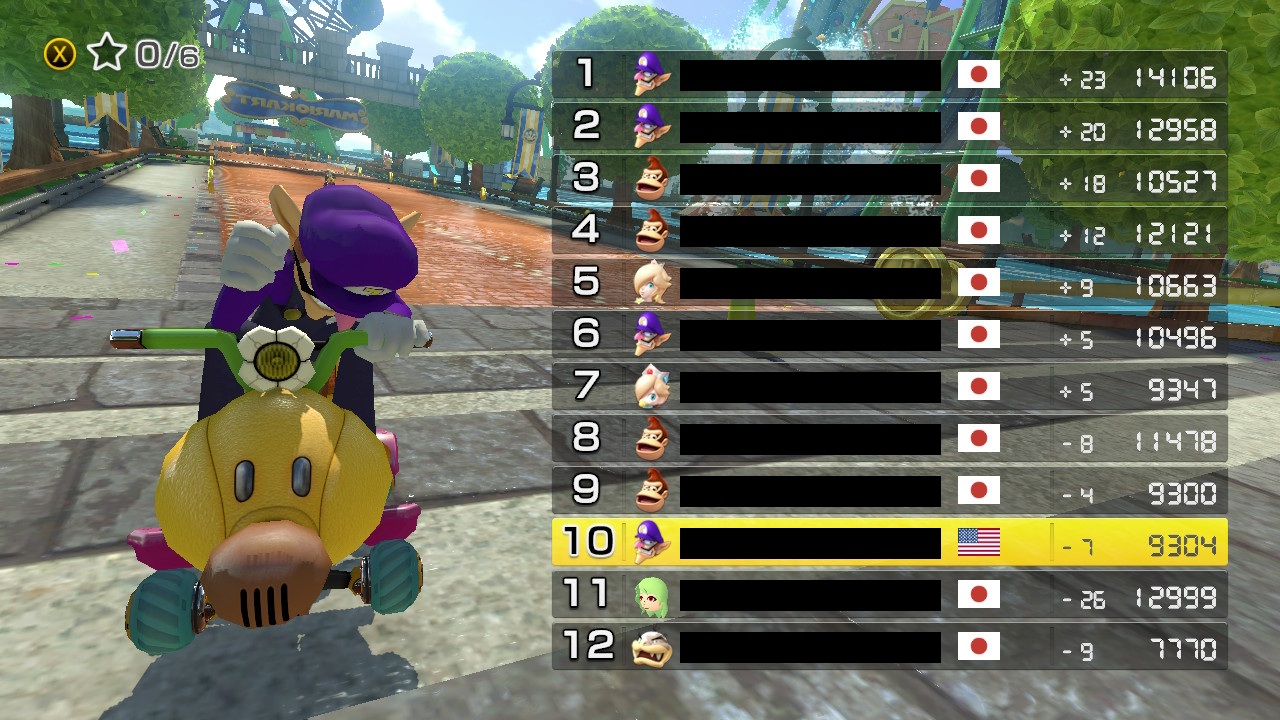 X 0/6
MARIOKART
1 + 23 14106
2 + 20 12958
3 + 18 10527
4 + 12 12121
5 + 9 10663
6 + 5 10496
7 + 5 9347
8 - 8 11478
9 - 4 9300
10 - 7 9304
11 - 26 12999
12 - 9 7770